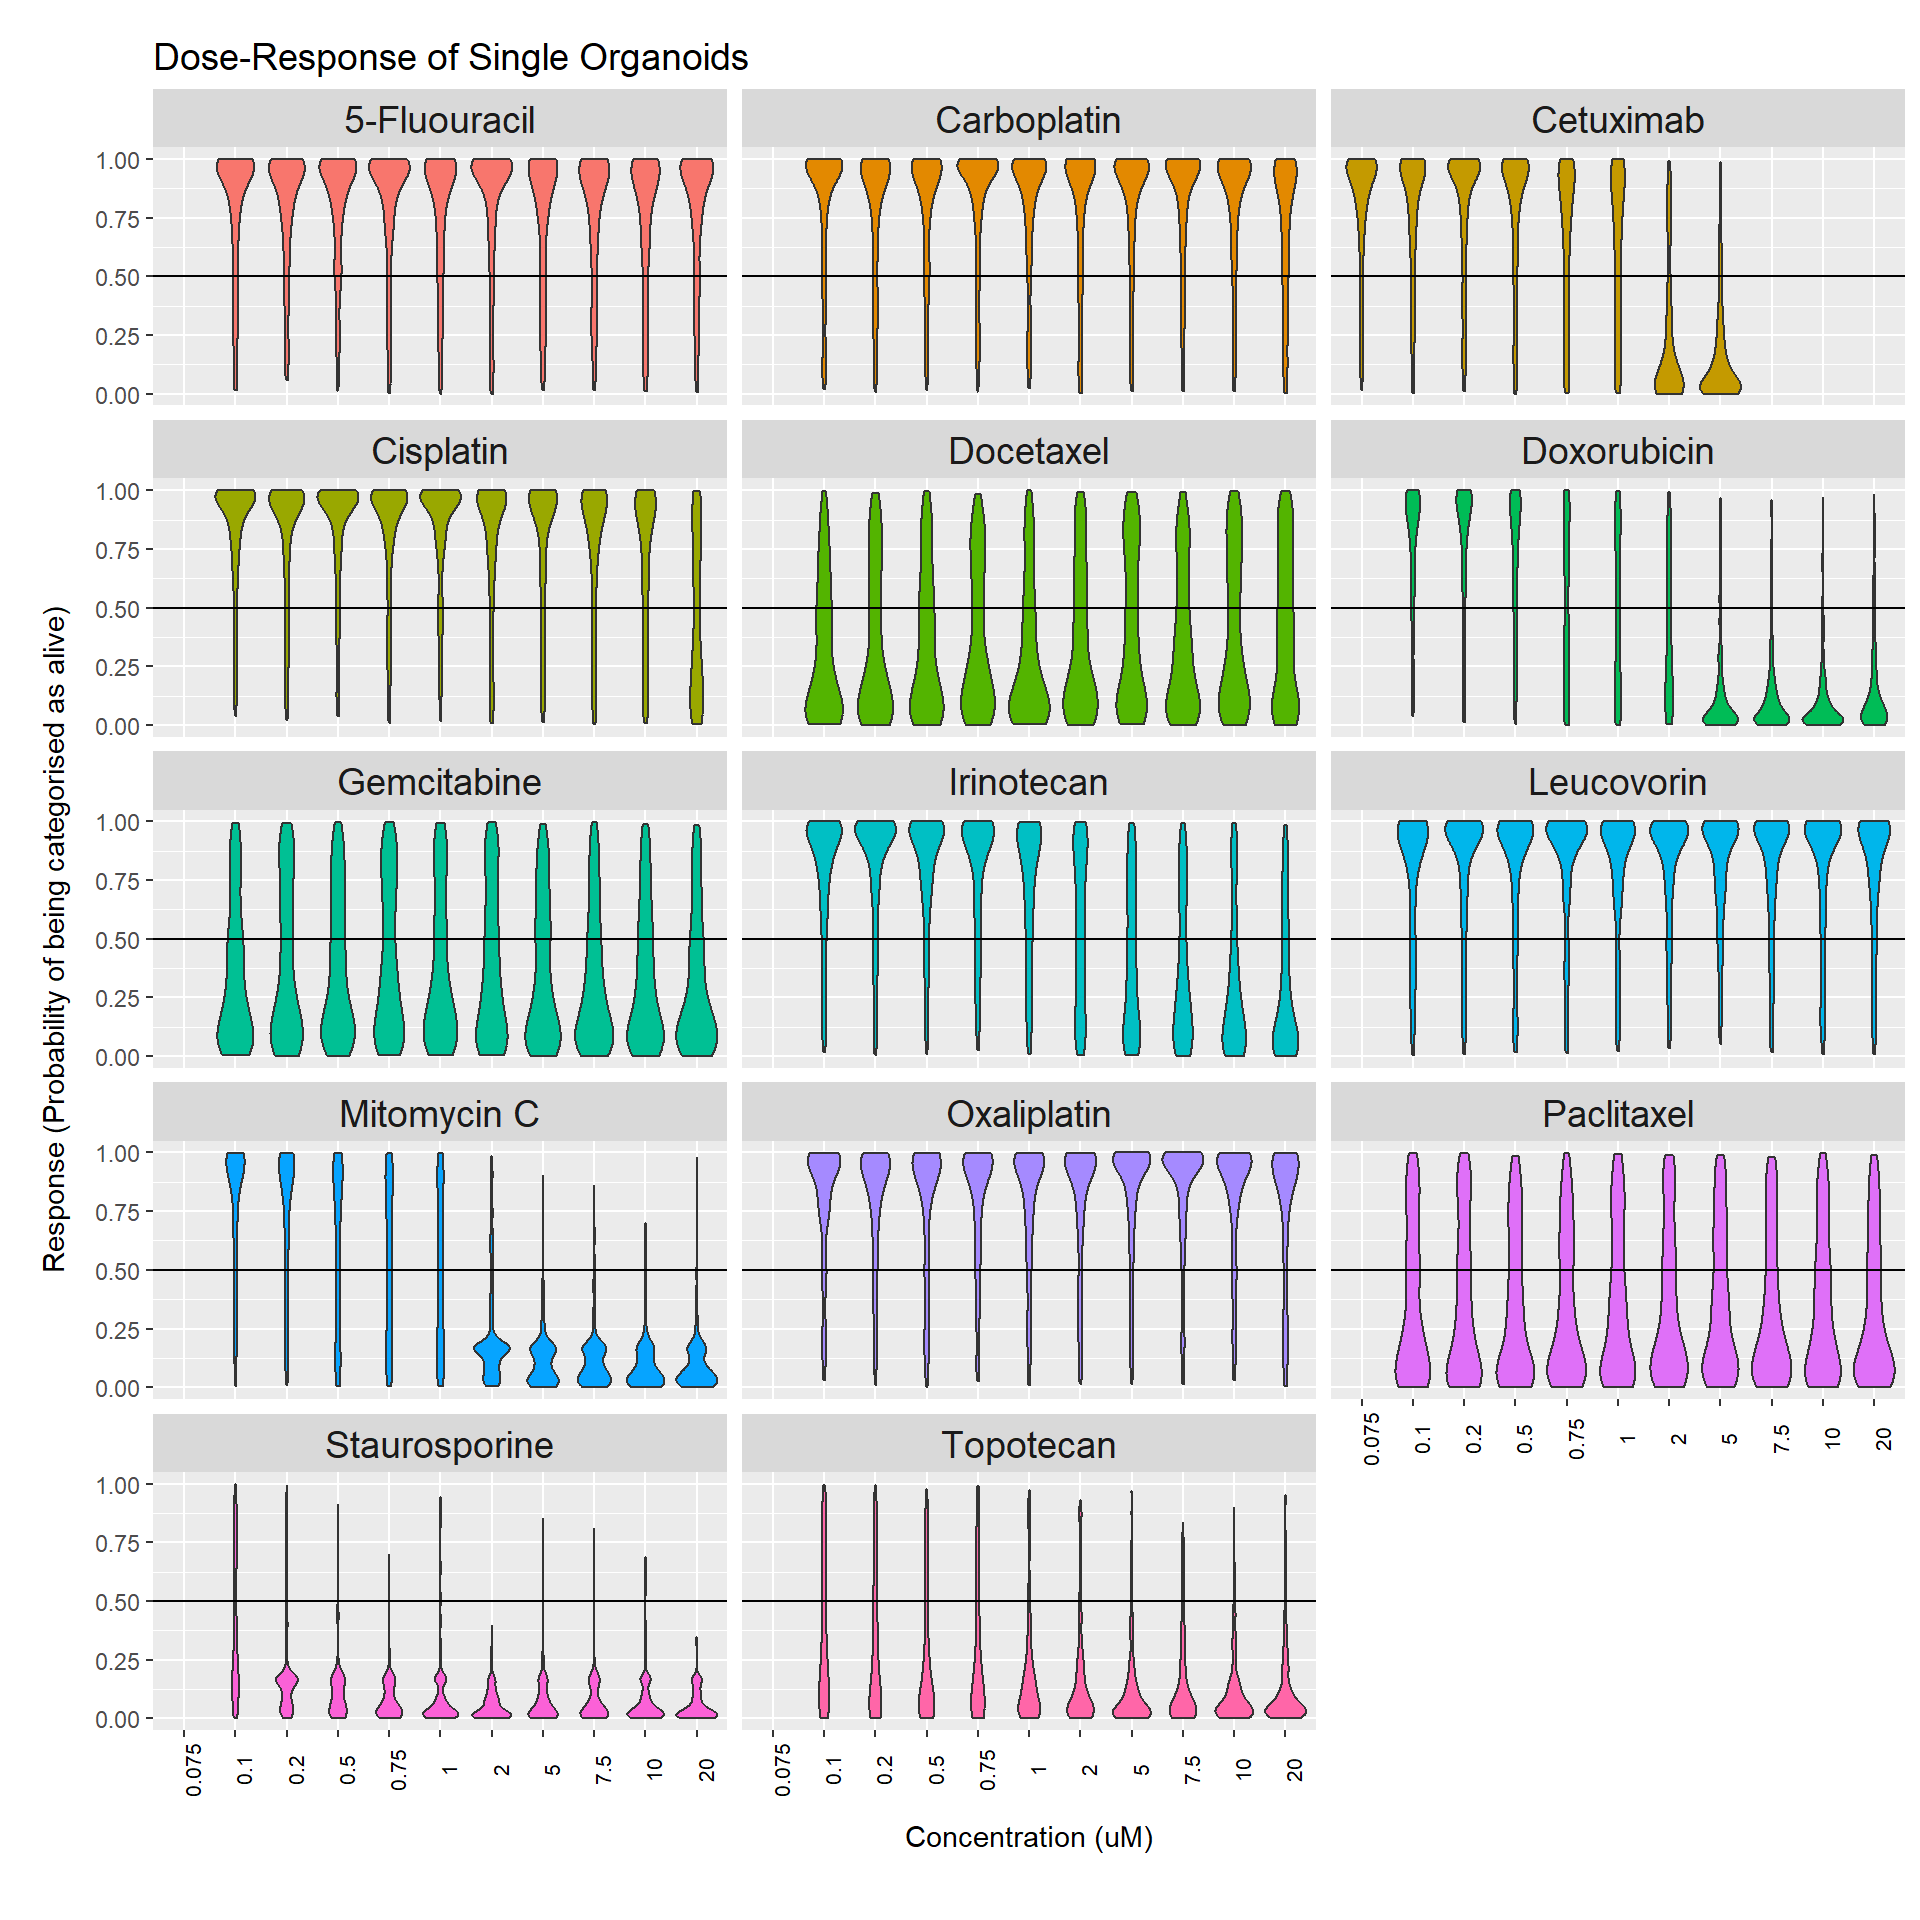 Dose-Response of Single Organoids
5-Fluouracil
Carboplatin
Cetuximab
1.00
0.75
0.50
0.25
0.00
Cisplatin
Docetaxel
Doxorubicin
1.00
0.75
0.50
0.25
0.00
Response (Probability of being categorised as alive)
Gemcitabine
Irinotecan
Leucovorin
1.00
0.75
0.50
0.25
0.00
Mitomycin C
Oxaliplatin
Paclitaxel
1.00
0.75
0.50
0.25
0.00
0.075 0.1 0.2 0.5 0.75 1 2 5 7.5 10 20
Staurosporine
Topotecan
1.00
0.75
0.50
0.25
0.00
0.075 0.1 0.2 0.5 0.75 1 2 5 7.5 10 20
0.075 0.1 0.2 0.5 0.75 1 2 5 7.5 10 20
Concentration (uM)